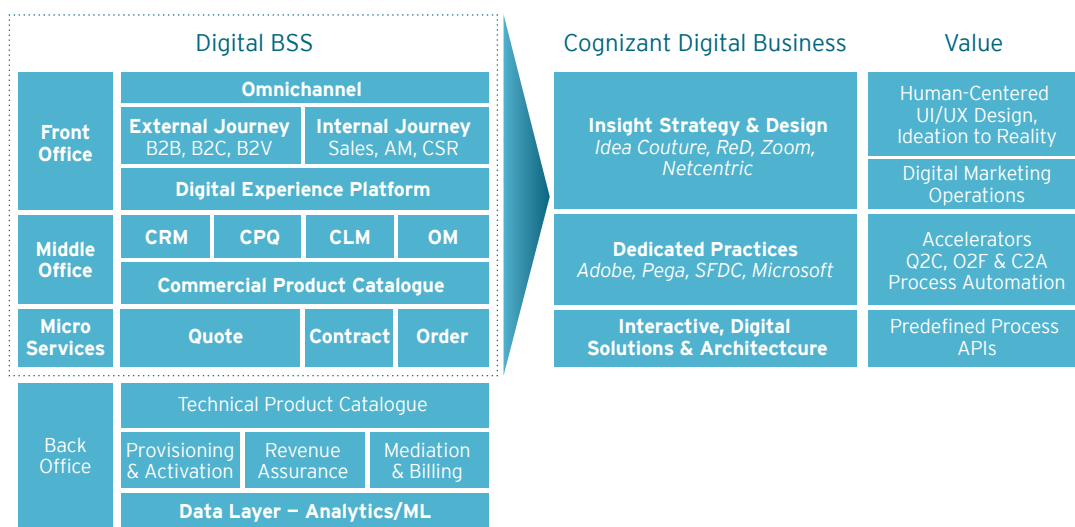 Digital BSS
Cognizant Digital Business
Value
Front
Office
Omnichannel
External Journey
B2B, B2C, B2V
Internal Journey
Sales, AM, CSR
Digital Experience Platform
Insight Strategy & Design
Idea Couture, ReD, Zoom,
Netcentric
Human-Centered
UI/UX Design,
Ideation to Reality
Digital Marketing
Operations
Middle
Office
CRM
CPQ
CLM
OM
Commercial Product Catalogue
Dedicated Practices
Adobe, Pega, SFDC, Microsoft
Accelerators
Q2C, O2F & C2A
Process Automation
Micro
Services
Quote
Contract
Order
Interactive, Digital
Solutions & Architectcure
Predefined Process
APIs
Back
Office
Technical Product Catalogue
Provisioning
& Activation
Revenue
Assurance
Mediation
& Billing
Data Layer – Analytics/ML